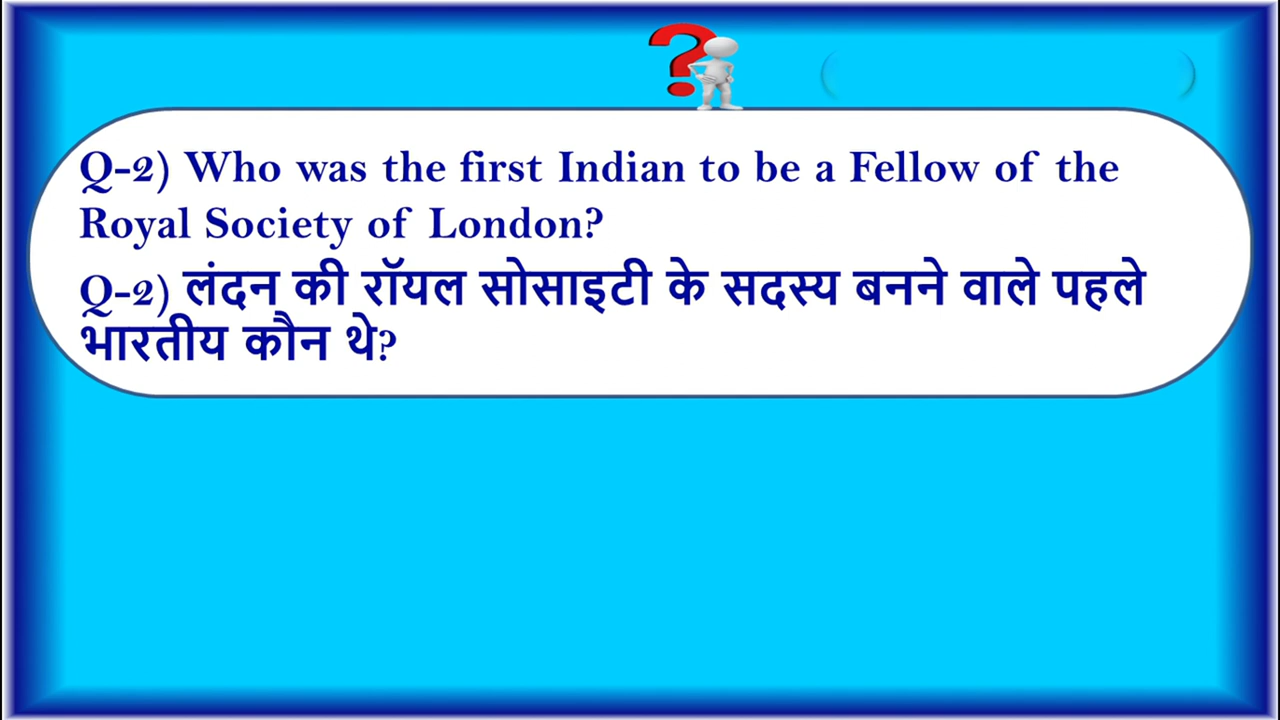 Q-2) Who was the first Indian to be a Fellow of the
Royal Society of London?
Q-2) लंदन की रॉयल सोसाइटी के सदस्य बनने वाले पहले
भारतीय कौन थे?